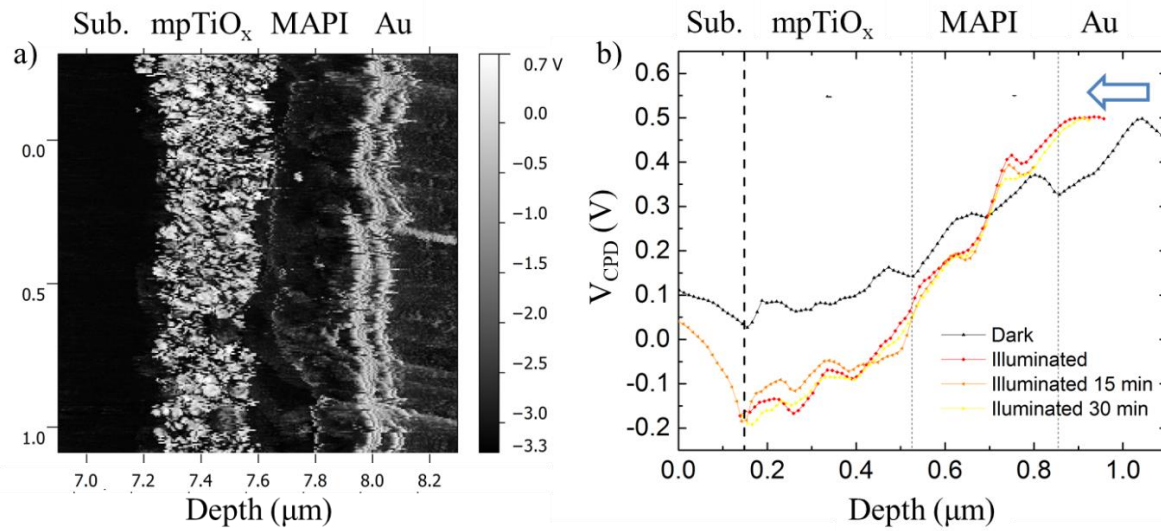 Sub. mpTiOₓ MAPI Au
a)
0.7 V
0.0
−0.5
−1.0
−1.5
−2.0
−2.5
−3.0
−3.3
0.0
0.5
1.0
7.0 7.2 7.4 7.6 7.8 8.0 8.2
Depth (μm)
Sub. mpTiOₓ MAPI Au
b)
0.6
0.5
0.4
0.3
0.2
0.1
0.0
-0.1
-0.2
V_CPD (V)
Dark
Illuminated
Illuminated 15 min
Iluminated 30 min
0.0 0.2 0.4 0.6 0.8 1.0
Depth (μm)